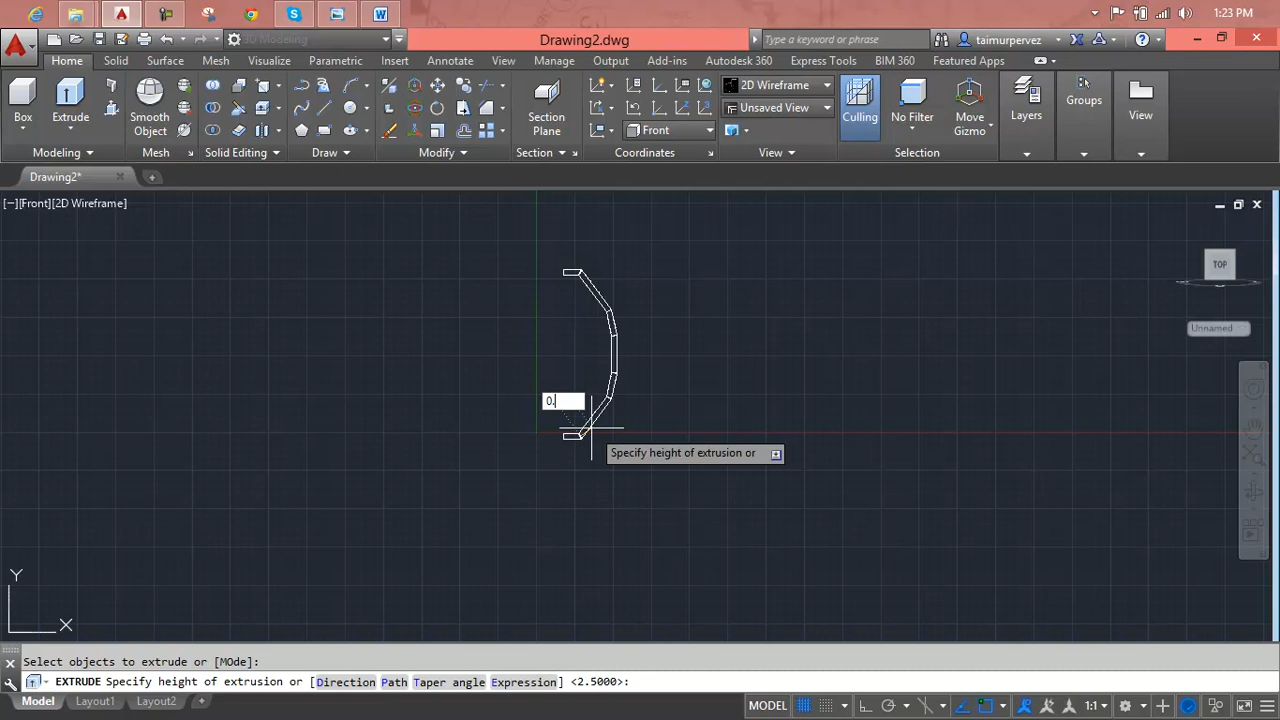 1:23 PM
3D Modeling
Drawing2.dwg
Type a keyword or phrase
taimurpervez
Home Solid Surface Mesh Visualize Parametric Insert Annotate View Manage Output Add-ins Autodesk 360 Express Tools BIM 360 Featured Apps
2D Wireframe
Unsaved View
Front
Box
Extrude
Smooth
Object
Section
Plane
Culling
No Filter
Move
Gizmo
Layers
Groups
View
Modeling
Mesh
Solid Editing
Draw
Modify
Section
Coordinates
View
Selection
Drawing2*
[−][Front][2D Wireframe]
TOP
Unnamed
0.
Specify height of extrusion or
Y
X
Select objects to extrude or [MOde]:
EXTRUDE Specify height of extrusion or [Direction Path Taper angle Expression] <2.5000>:
Model Layout1 Layout2
MODEL
1:1